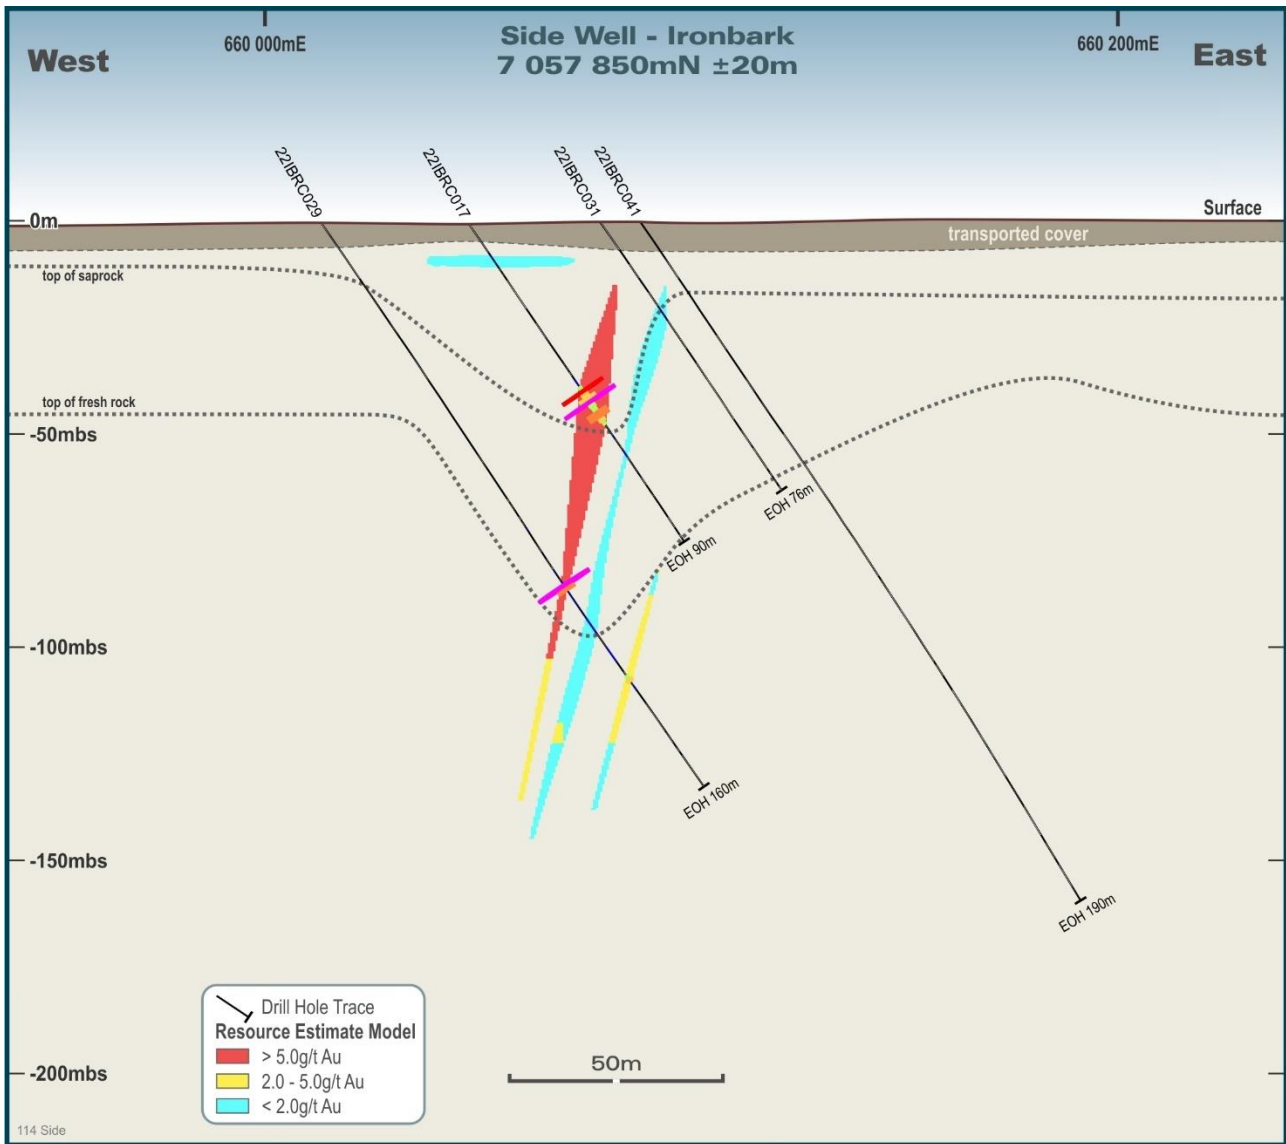 660 000mE
Side Well - Ironbark
660 200mE
West
7 057 850mN ±20m
East
22IBRC029
22IBRC017
22IBRC031
22IBRC041
0m
Surface
transported cover
top of saprock
top of fresh rock
-50mbs
EOH 76m
EOH 90m
-100mbs
EOH 160m
-150mbs
EOH 190m
Drill Hole Trace
Resource Estimate Model
> 5.0g/t Au
2.0 - 5.0g/t Au
< 2.0g/t Au
50m
-200mbs
114 Side